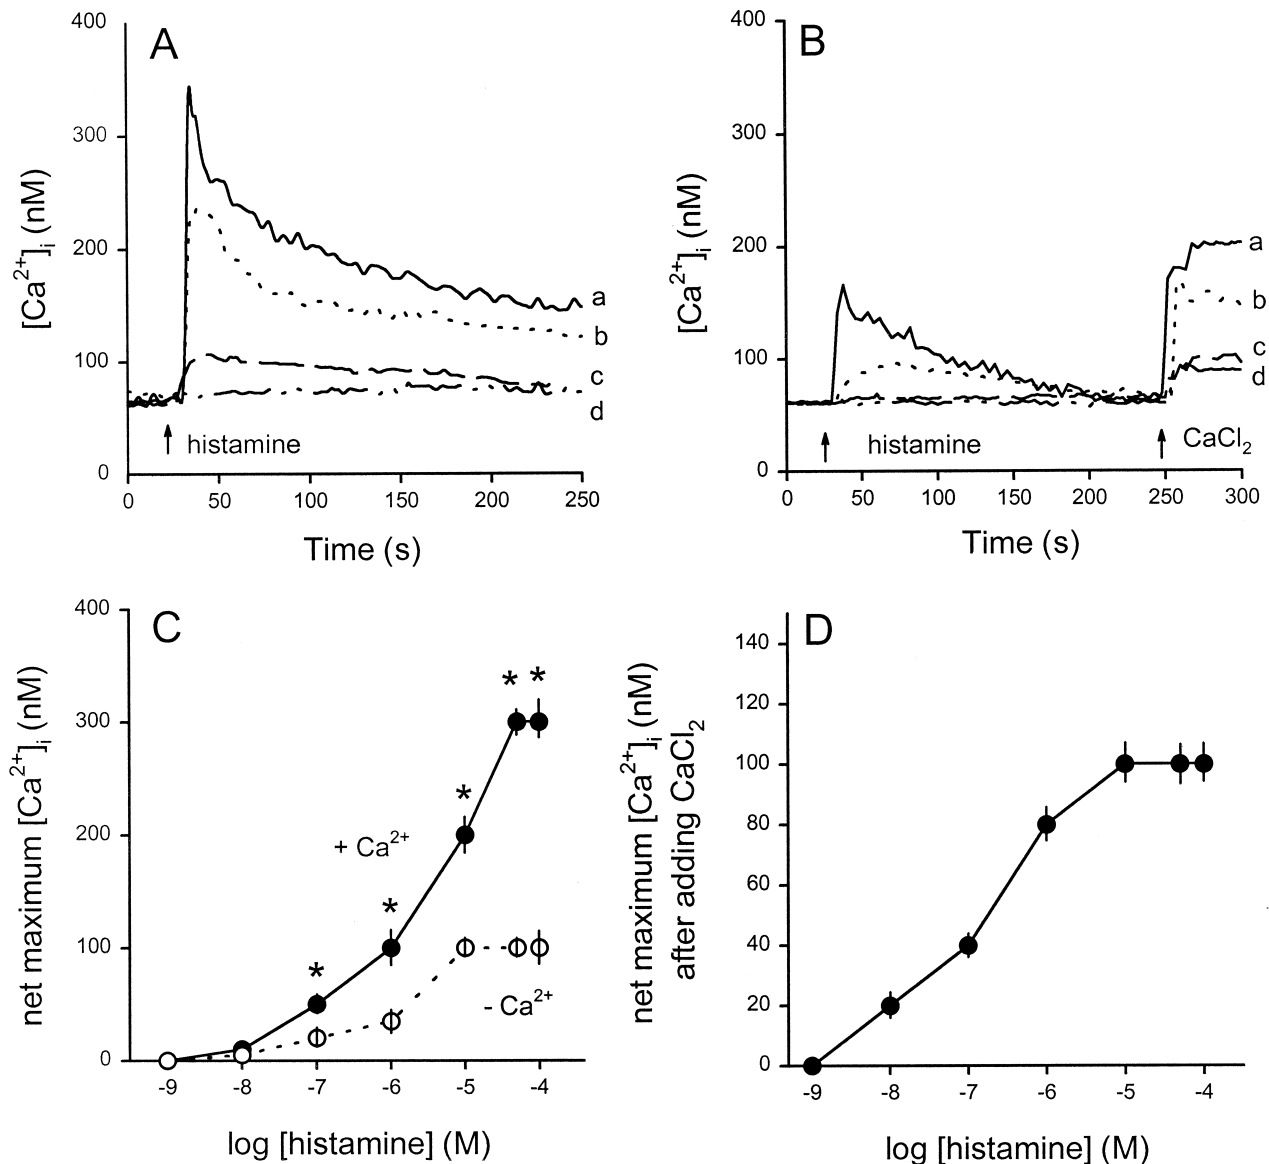 A
400
300
200
100
0
[Ca²⁺]ᵢ (nM)
a
b
c
d
histamine
0 50 100 150 200 250
Time (s)
B
400
300
200
100
0
[Ca²⁺]ᵢ (nM)
a
b
c
d
histamine
CaCl₂
0 50 100 150 200 250 300
Time (s)
C
400
300
200
100
0
net maximum [Ca²⁺]ᵢ (nM)
* *
*
*
*
+ Ca²⁺
- Ca²⁺
-9 -8 -7 -6 -5 -4
log [histamine] (M)
D
140
120
100
80
60
40
20
0
net maximum [Ca²⁺]ᵢ (nM)
after adding CaCl₂
-9 -8 -7 -6 -5 -4
log [histamine] (M)